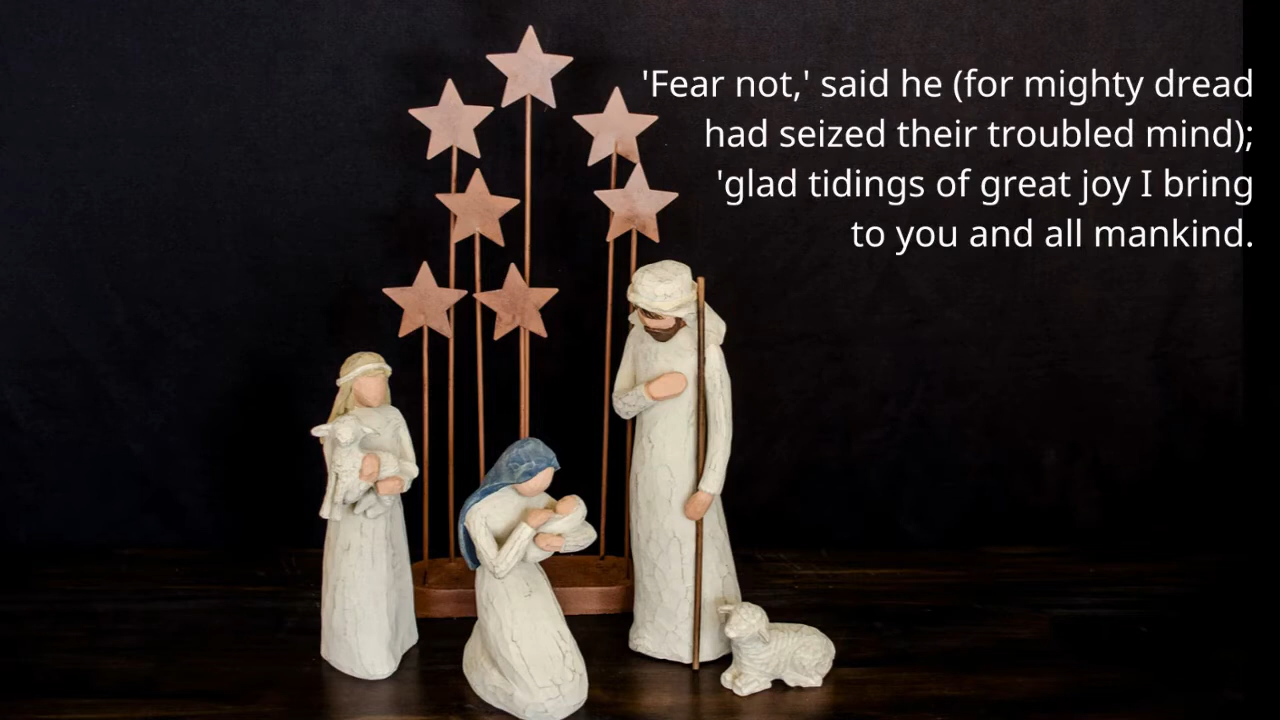 'Fear not,' said he (for mighty dread
had seized their troubled mind);
'glad tidings of great joy I bring
to you and all mankind.